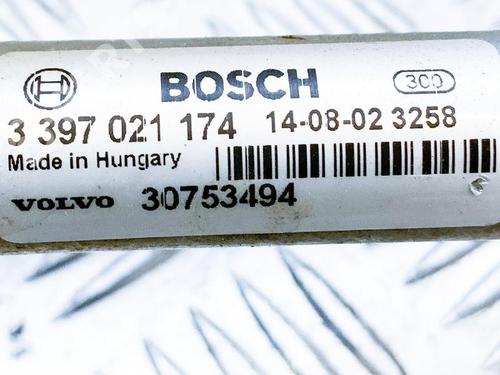 BOSCH
300
3 397 021 174 14-08-02 3258
Made in Hungary
VOLVO 30753494